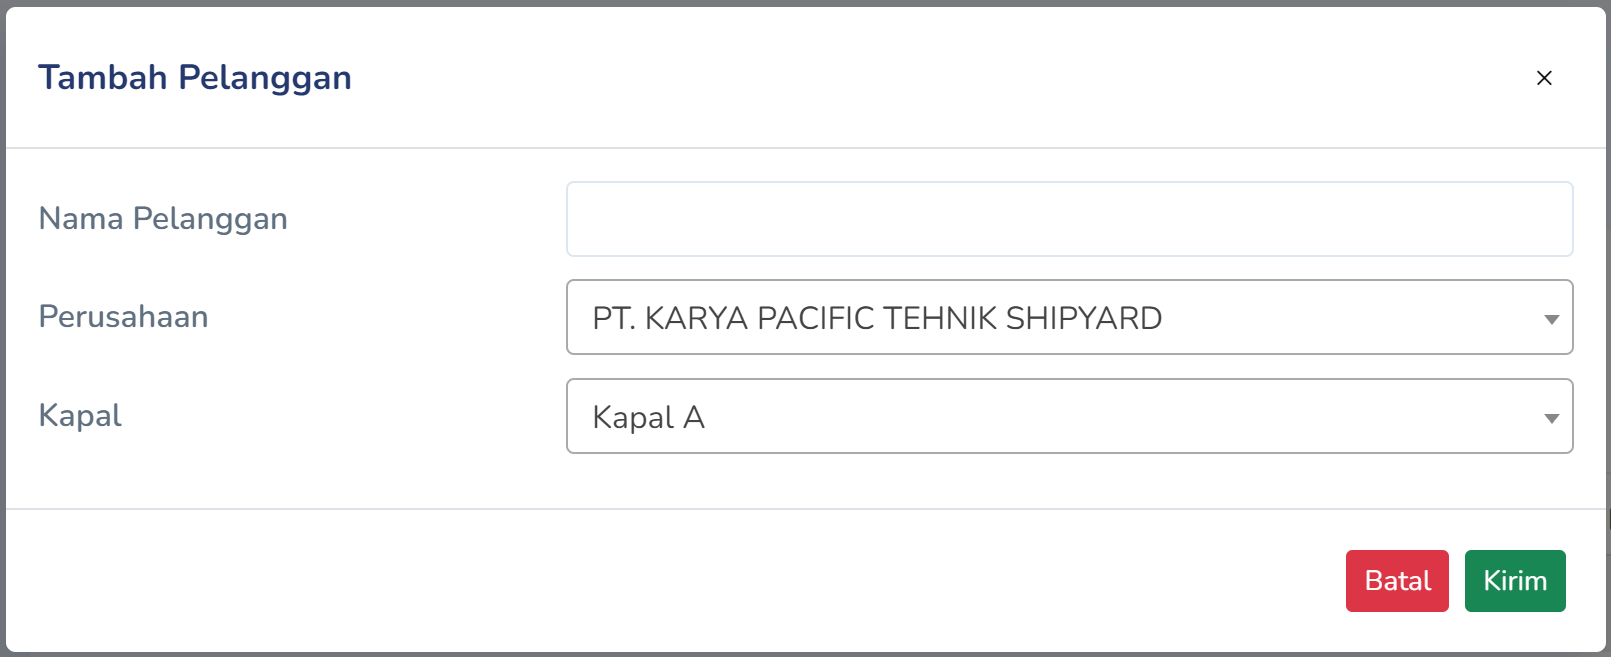 Tambah Pelanggan
Nama Pelanggan
Perusahaan
PT. KARYA PACIFIC TEHNIK SHIPYARD
Kapal
Kapal A
Batal
Kirim